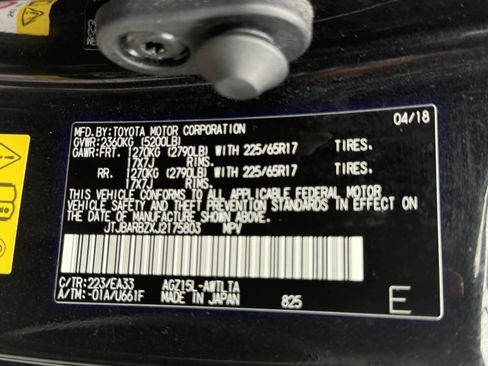 04/18
MFD.BY:TOYOTA MOTOR CORPORATION
GVWR:2360KG (5200LB)
GAWR:FRT. 1270KG (2790LB) WITH 225/65R17 TIRES.
17X7J RIMS.
RR. 1270KG (2790LB) WITH 225/65R17 TIRES.
17X7J RIMS.
THIS VEHICLE CONFORMS TO ALL APPLICABLE FEDERAL MOTOR
VEHICLE SAFETY AND THEFT PREVENTION STANDARDS IN EFFECT ON
THE DATE OF MANUFACTURE SHOWN ABOVE.
JTJBARBZXJ2175803 MPV
C/TR:223/EA33 AGZ15L-AWTLTA
A/TM:-01A/U661F MADE IN JAPAN 825 E